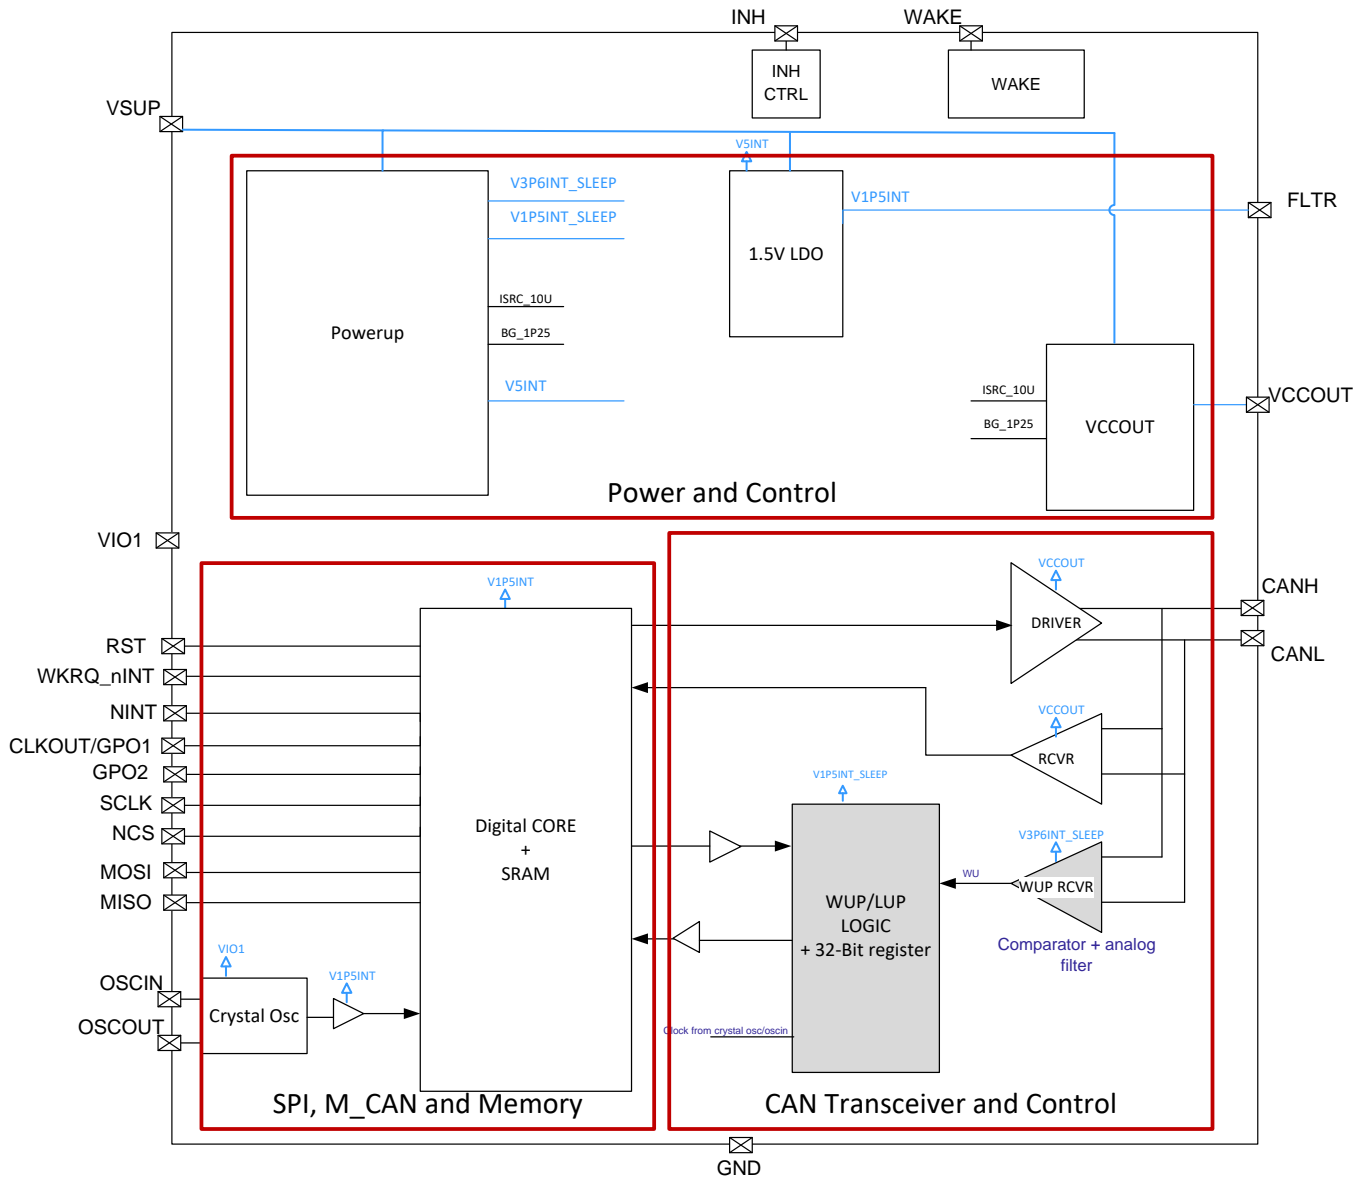 INH
WAKE
INH
CTRL
WAKE
VSUP
V5INT
V3P6INT_SLEEP
V1P5INT_SLEEP
V1P5INT
FLTR
1.5V LDO
ISRC_10U
Powerup
BG_1P25
V5INT
ISRC_10U
BG_1P25
VCCOUT
VCCOUT
Power and Control
VIO1
V1P5INT
VCCOUT
CANH
DRIVER
CANL
RST
WKRQ_nINT
NINT
CLKOUT/GPO1
GPO2
SCLK
NCS
MOSI
MISO
VCCOUT
RCVR
V1P5INT_SLEEP
Digital CORE
+
SRAM
V3P6INT_SLEEP
WU
WUP RCVR
WUP/LUP
LOGIC
+ 32-Bit register
Comparator + analog
filter
VIO1
V1P5INT
OSCIN
OSCOUT
Crystal Osc
Clock from crystal osc/oscin
SPI, M_CAN and Memory
CAN Transceiver and Control
GND